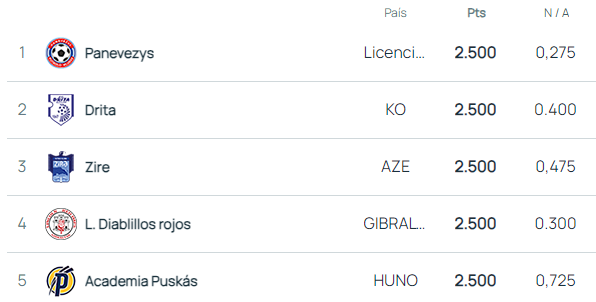 País Pts N / A
1 Panevezys Licenci... 2.500 0,275
2 Drita KO 2.500 0.400
3 Zire AZE 2.500 0,475
4 L. Diablillos rojos GIBRAL... 2.500 0.300
5 Academia Puskás HUNO 2.500 0,725